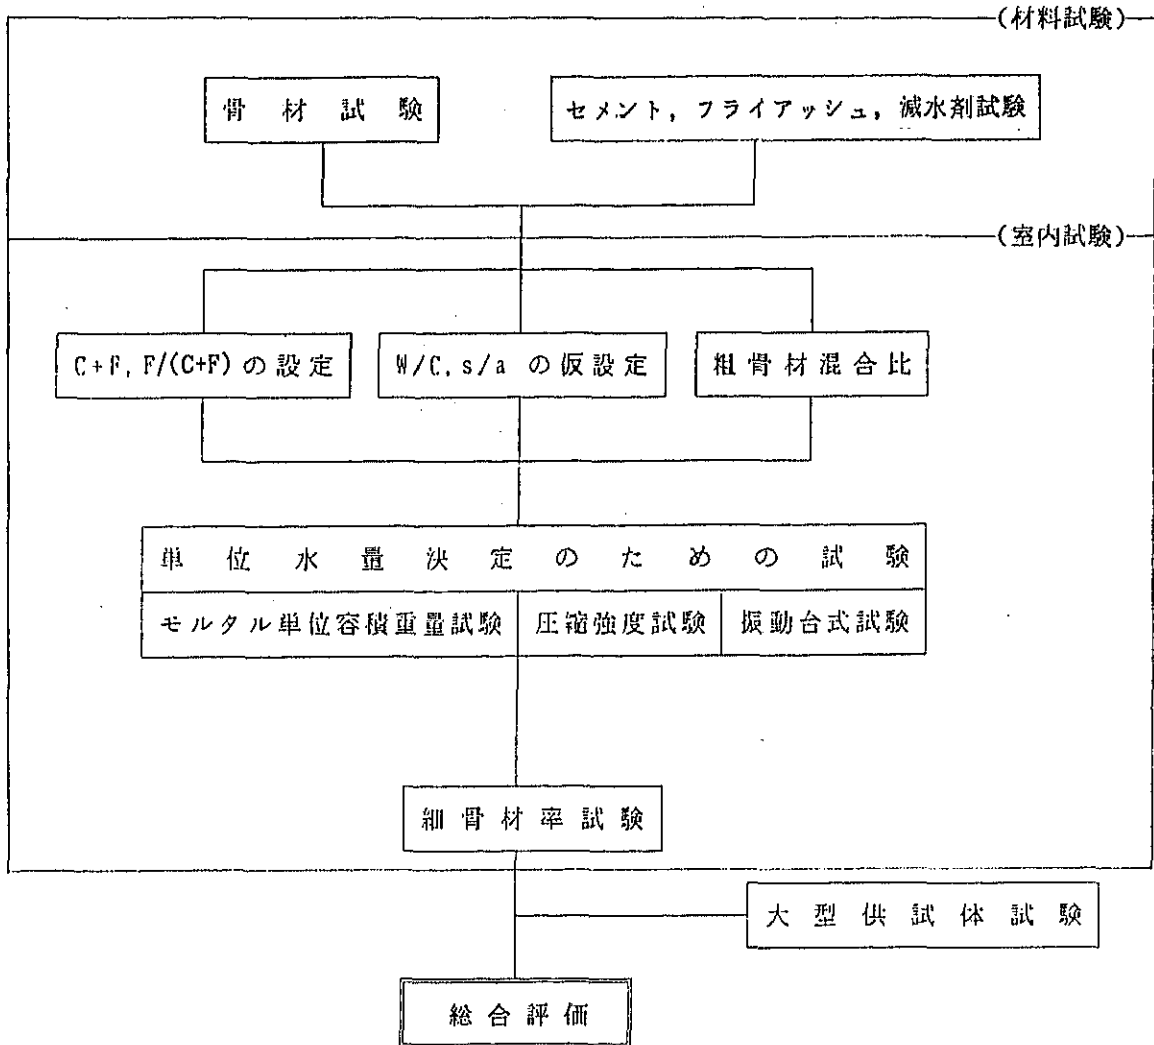 (材料試験)
骨材試験
セメント, フライアッシュ, 減水剤試験
(室内試験)
C+F, F/(C+F) の設定
W/C, s/a の仮設定
粗骨材混合比
単位水量決定のための試験
モルタル単位容積重量試験
圧縮強度試験
振動台式試験
細骨材率試験
大型供試体試験
総合評価